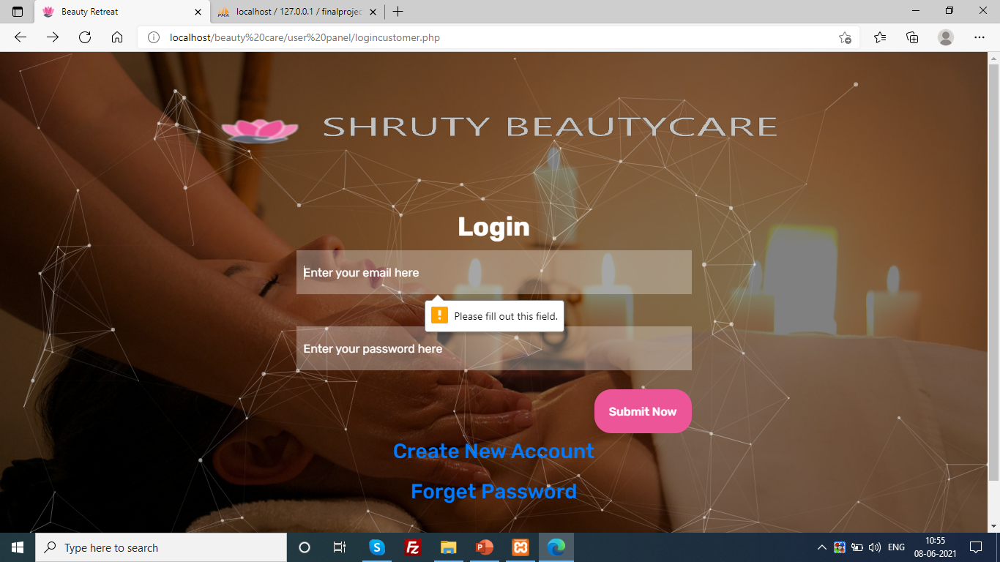 Beauty Retreat
localhost / 127.0.0.1 / finalprojec
localhost/beauty%20care/user%20panel/logincustomer.php
SHRUTY BEAUTYCARE
Login
Enter your email here
Please fill out this field.
Enter your password here
Submit Now
Create New Account
Forget Password
Type here to search
ENG
10:55
08-06-2021